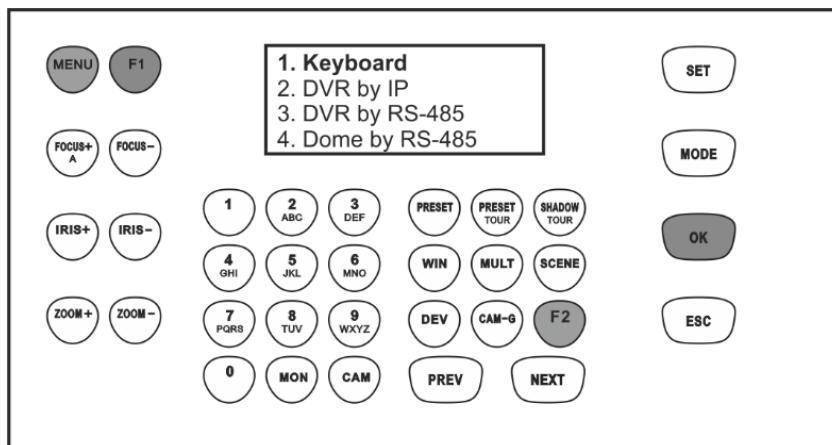 MENU F1
1. Keyboard
2. DVR by IP
3. DVR by RS-485
4. Dome by RS-485
SET
FOCUS+ A FOCUS-
MODE
1 2 ABC 3 DEF PRESET PRESET TOUR SHADOW TOUR
IRIS+ IRIS-
OK
4 GHI 5 JKL 6 MNO WIN MULT SCENE
ZOOM+ ZOOM-
7 PQRS 8 TUV 9 WXYZ DEV CAM-G F2
ESC
0 MON CAM PREV NEXT